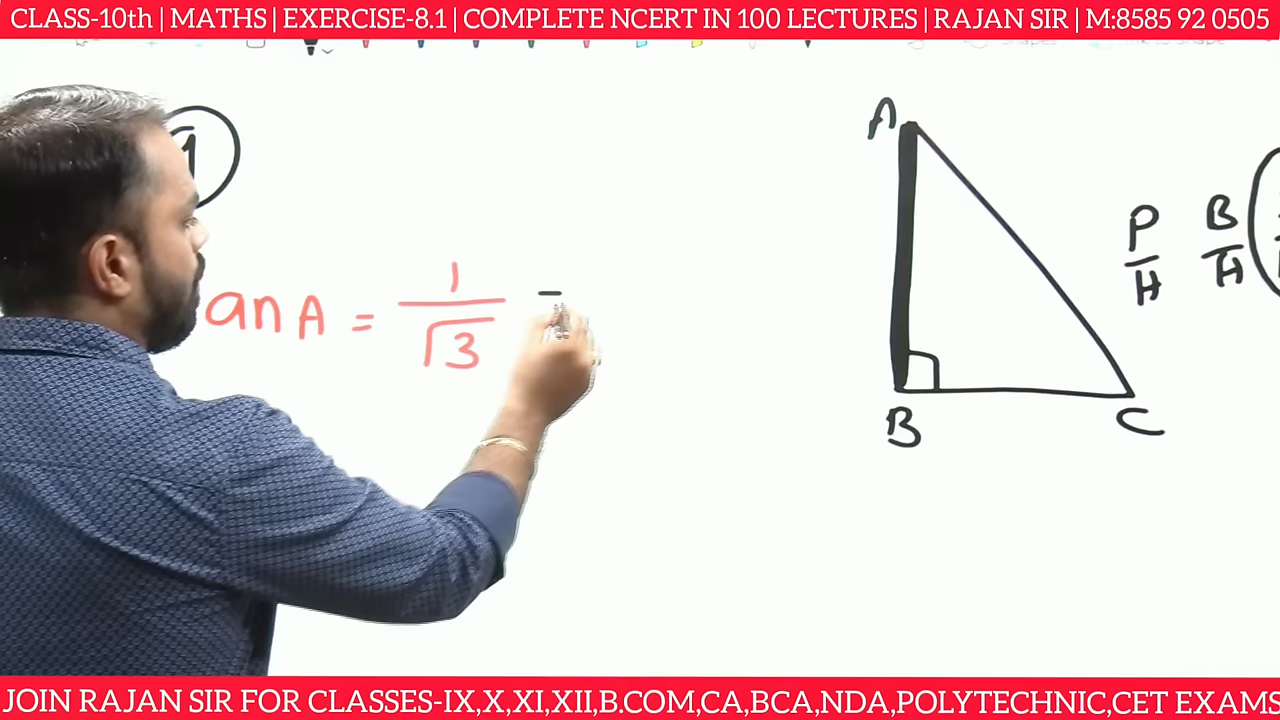 CLASS-10th | MATHS | EXERCISE-8.1 | COMPLETE NCERT IN 100 LECTURES | RAJAN SIR | M:8585 92 0505
A
P/H B/H
anA = 1/√3 =
B C
JOIN RAJAN SIR FOR CLASSES-IX,X,XI,XII,B.COM,CA,BCA,NDA,POLYTECHNIC,CET EXAMS